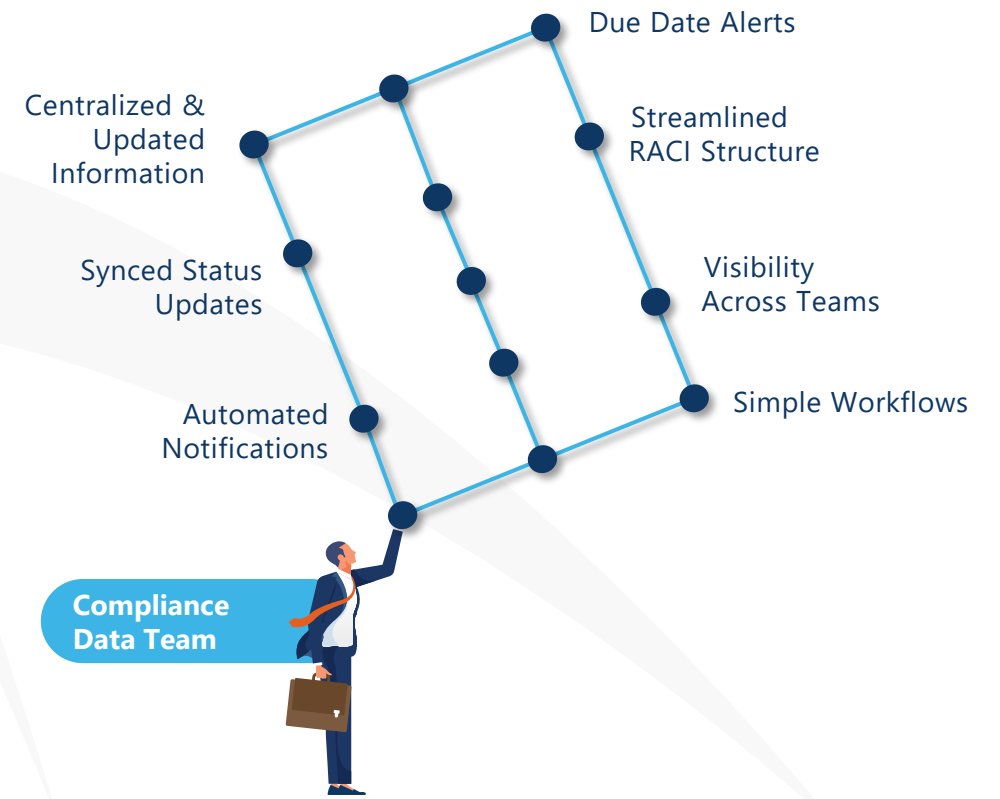 Due Date Alerts
Centralized &
Updated
Information
Streamlined
RACI Structure
Synced Status
Updates
Visibility
Across Teams
Automated
Notifications
Simple Workflows
Compliance
Data Team